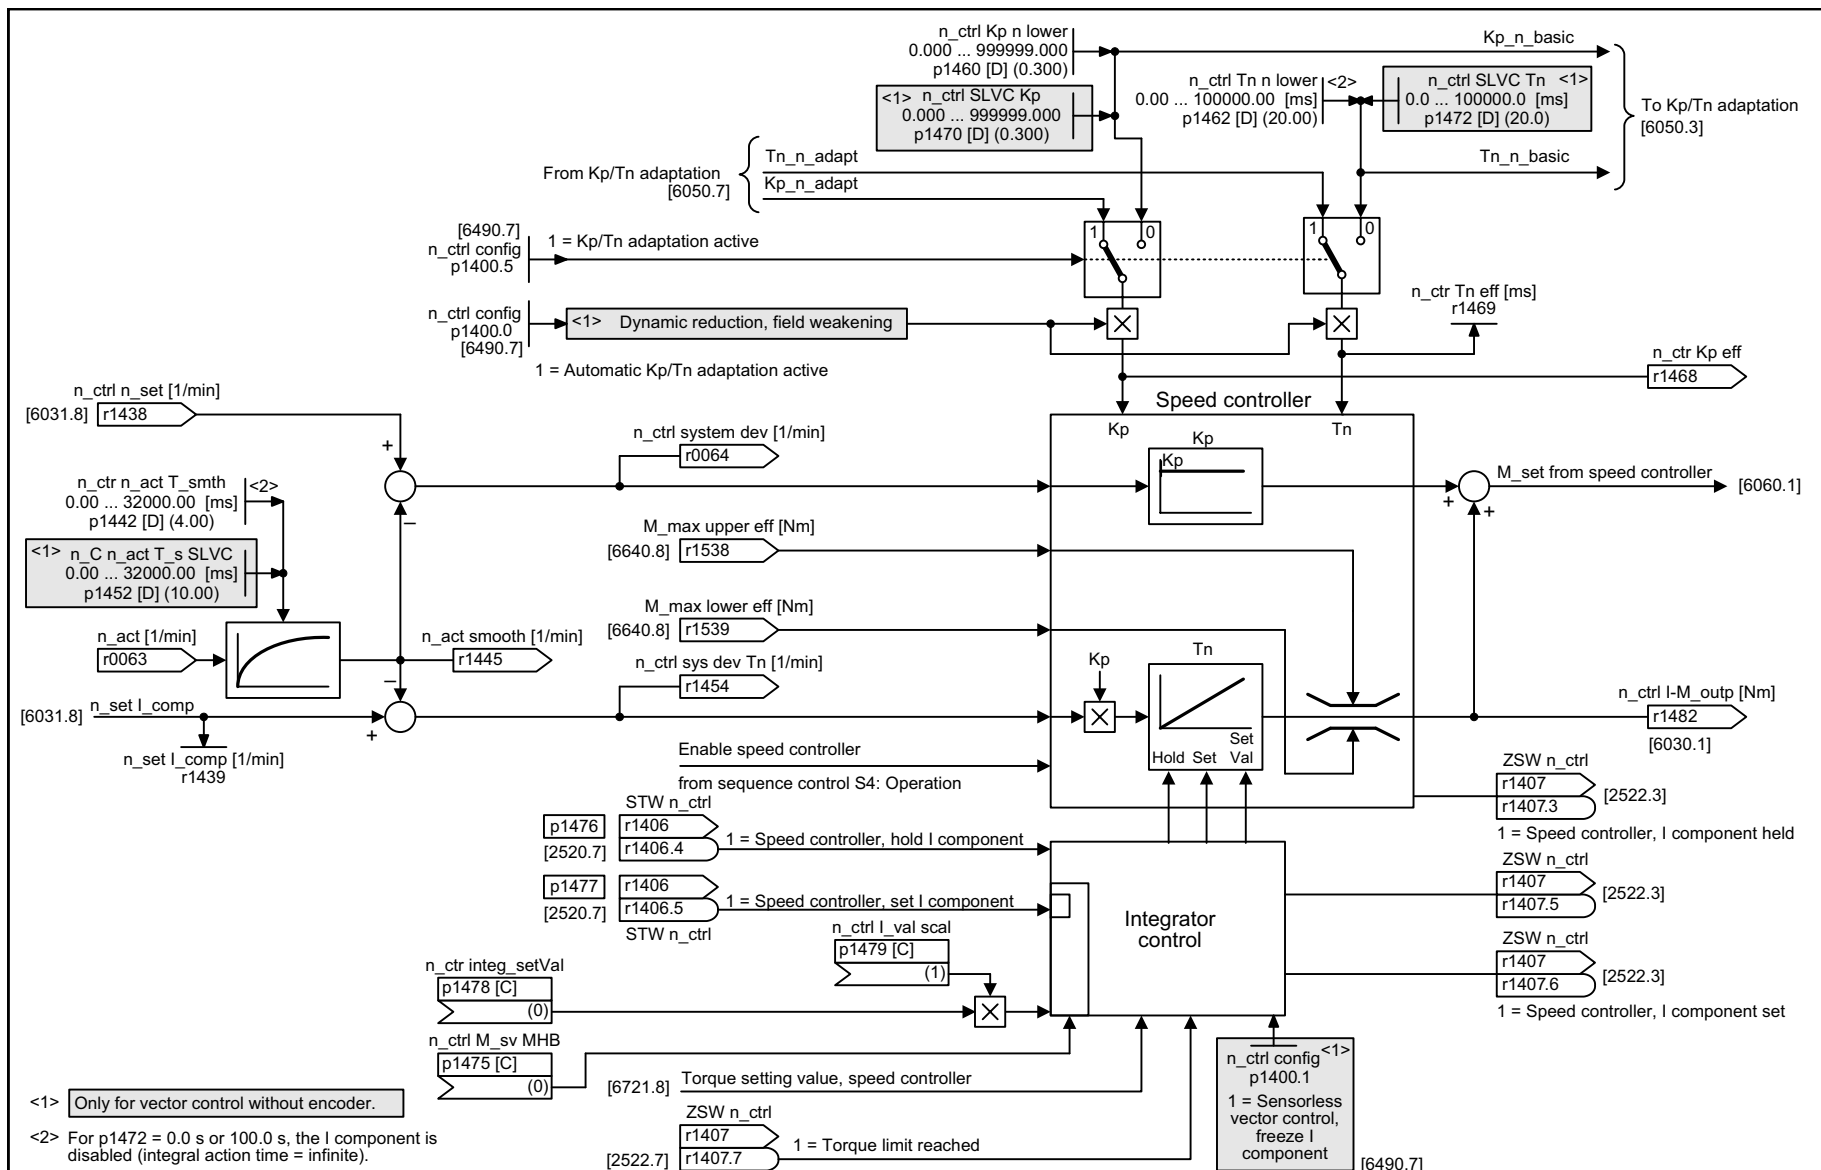 n_ctrl Kp n lower
0.000 ... 999999.000
p1460 [D] (0.300)
Kp_n_basic
<1> n_ctrl SLVC Kp
0.000 ... 999999.000
p1470 [D] (0.300)
n_ctrl Tn n lower <2>
0.00 ... 100000.00 [ms]
p1462 [D] (20.00)
n_ctrl SLVC Tn <1>
0.0 ... 100000.0 [ms]
p1472 [D] (20.0)
To Kp/Tn adaptation
[6050.3]
Tn_n_basic
From Kp/Tn adaptation
[6050.7]
Tn_n_adapt
Kp_n_adapt
1 0
1 0
[6490.7]
n_ctrl config
p1400.5
1 = Kp/Tn adaptation active
n_ctrl config
p1400.0
[6490.7]
<1> Dynamic reduction, field weakening
1 = Automatic Kp/Tn adaptation active
n_ctr Tn eff [ms]
r1469
n_ctr Kp eff
r1468
n_ctrl n_set [1/min]
[6031.8] r1438
+
n_ctrl system dev [1/min]
r0064
Speed controller
Kp
Tn
Kp
Kp
M_set from speed controller
[6060.1]
+
+
n_ctr n_act T_smth <2>
0.00 ... 32000.00 [ms]
p1442 [D] (4.00)
–
<1> n_C n_act T_s SLVC
0.00 ... 32000.00 [ms]
p1452 [D] (10.00)
M_max upper eff [Nm]
[6640.8] r1538
M_max lower eff [Nm]
[6640.8] r1539
n_act [1/min]
r0063
n_act smooth [1/min]
r1445
n_ctrl sys dev Tn [1/min]
r1454
–
[6031.8] n_set I_comp
+
n_set I_comp [1/min]
r1439
Kp
Tn
Hold Set Set
Val
n_ctrl I-M_outp [Nm]
r1482
[6030.1]
Enable speed controller
from sequence control S4: Operation
ZSW n_ctrl
r1407
r1407.3
[2522.3]
1 = Speed controller, I component held
STW n_ctrl
p1476 r1406
[2520.7] r1406.4
1 = Speed controller, hold I component
p1477 r1406
[2520.7] r1406.5
STW n_ctrl
1 = Speed controller, set I component
Integrator
control
ZSW n_ctrl
r1407
r1407.5
[2522.3]
ZSW n_ctrl
r1407
r1407.6
[2522.3]
1 = Speed controller, I component set
n_ctrl I_val scal
p1479 [C]
(1)
n_ctr integ_setVal
p1478 [C]
(0)
n_ctrl M_sv MHB
p1475 [C]
(0)
[6721.8] Torque setting value, speed controller
ZSW n_ctrl
r1407
[2522.7] r1407.7
1 = Torque limit reached
n_ctrl config <1>
p1400.1
1 = Sensorless
vector control,
freeze I
component
[6490.7]
<1> Only for vector control without encoder.
<2> For p1472 = 0.0 s or 100.0 s, the I component is
disabled (integral action time = infinite).